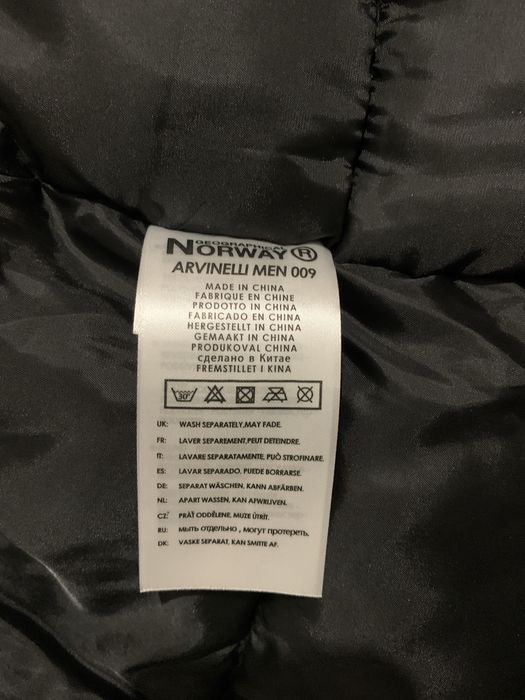 GEOGRAPHICAL
NORWAY ®
ARVINELLI MEN 009
MADE IN CHINA
FABRIQUE EN CHINE
PRODOTTO IN CHINA
FABRICADO EN CHINA
HERGESTELLT IN CHINA
GEMAAKT IN CHINA
PRODUKOVAL CHINA
сделано в Китае
FREMSTILLET I KINA
30°
UK: WASH SEPARATELY,MAY FADE.
FR: LAVER SEPAREMENT,PEUT DETEINDRE.
IT: LAVARE SEPARATAMENTE, PUÒ STROFINARE.
ES: LAVAR SEPARADO, PUEDE BORRARSE.
DE: SEPARAT WÄSCHEN, KANN ABFÄRBEN.
NL: APART WASSEN, KAN AFWRIJVEN.
CZ: PRÁT ODDĚLENE, MUZE ÚTRÍT.
RU: мыть отдельно , могут протереть.
DK: VASKE SEPARAT, KAN SMITTE AF.